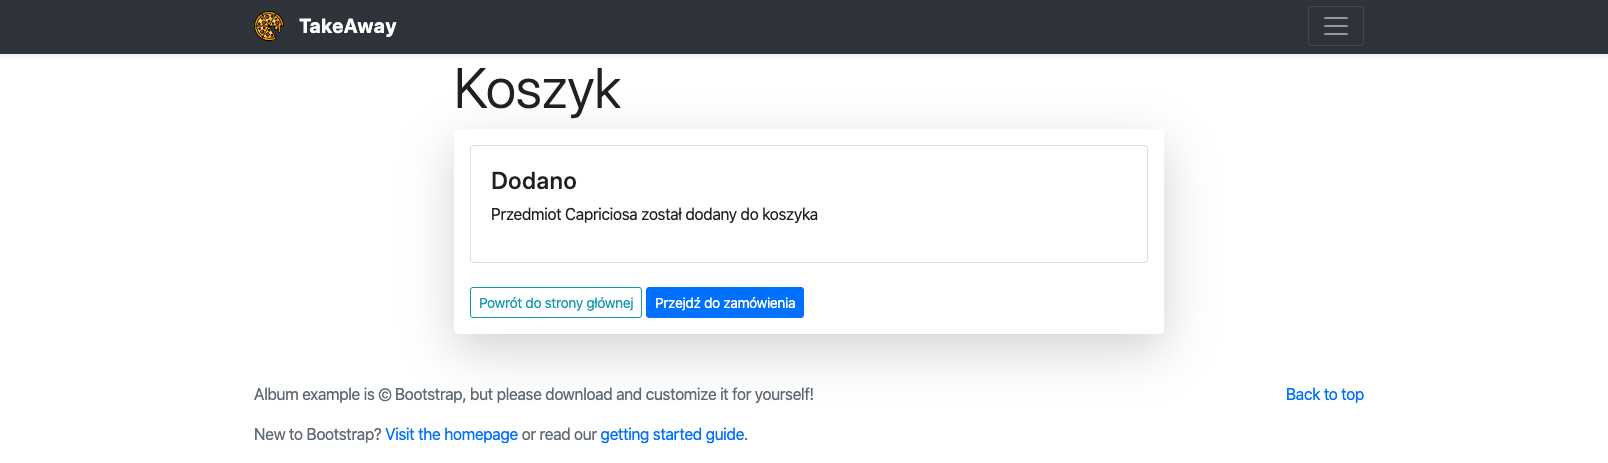 TakeAway
Koszyk
Dodano
Przedmiot Capriciosa został dodany do koszyka
Powrót do strony głównej Przejdź do zamówienia
Album example is © Bootstrap, but please download and customize it for yourself! Back to top
New to Bootstrap? Visit the homepage or read our getting started guide.